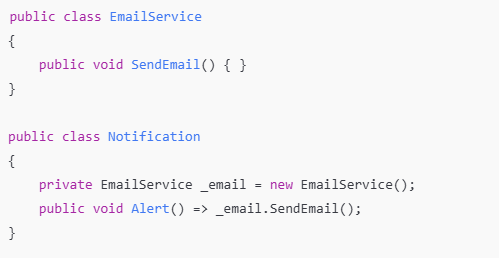 public class EmailService
{
    public void SendEmail() { }
}

public class Notification
{
    private EmailService _email = new EmailService();
    public void Alert() => _email.SendEmail();
}